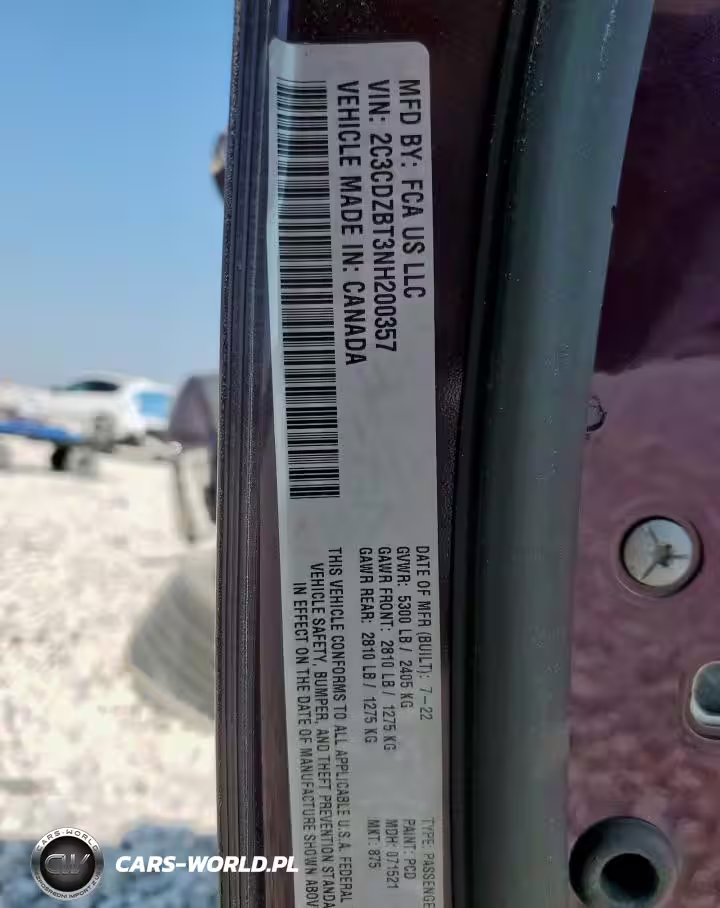 MFD BY: FCA US LLC
VIN: 2C3CDZBT3NH200357
VEHICLE MADE IN: CANADA
DATE OF MFR (BUILT): 7-22
GVWR: 5300 LB / 2405 KG
GAWR FRONT: 2810 LB / 1275 KG
GAWR REAR: 2810 LB / 1275 KG
THIS VEHICLE CONFORMS TO ALL APPLICABLE U.S.A. FEDERAL
VEHICLE SAFETY, BUMPER, AND THEFT PREVENTION STANDA
IN EFFECT ON THE DATE OF MANUFACTURE SHOWN ABOV
TYPE: PASSENGE
PAINT: PCD
MDH: 071521
MKT: 875
CARS-WORLD
CW
CARS-WORLD.PL